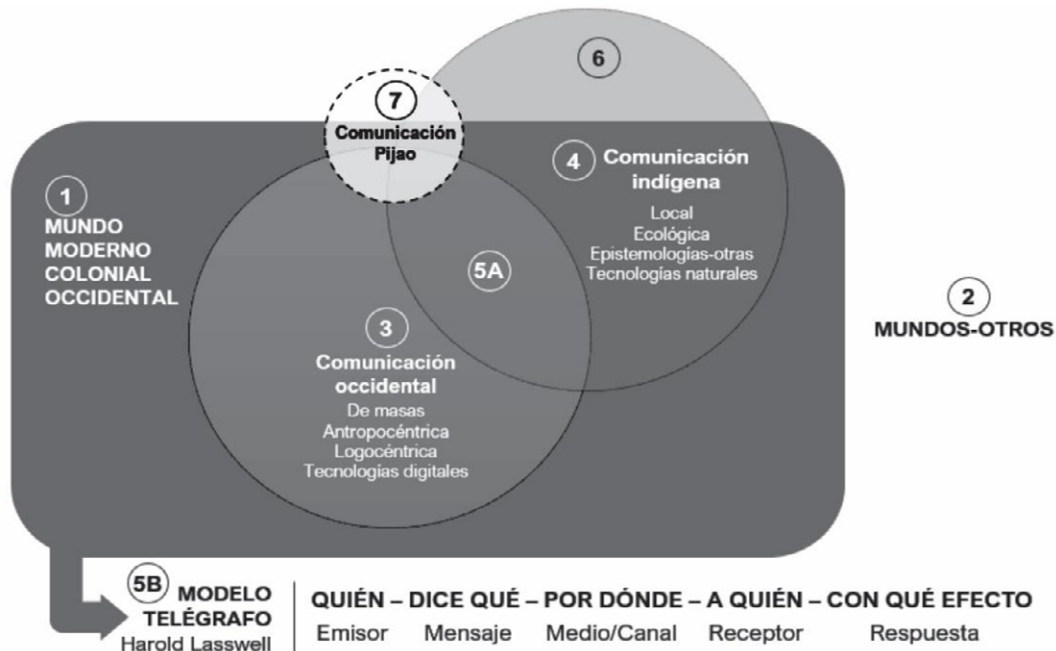 6
7
Comunicación
Pijao
4
Comunicación
indígena
Local
Ecológica
Epistemologías-otras
Tecnologías naturales
1
MUNDO
MODERNO
COLONIAL
OCCIDENTAL
5A
2
MUNDOS-OTROS
3
Comunicación
occidental
De masas
Antropocéntrica
Logocéntrica
Tecnologías digitales
5B
MODELO
TELÉGRAFO
Harold Lasswell
QUIÉN – DICE QUÉ – POR DÓNDE – A QUIÉN – CON QUÉ EFECTO
Emisor Mensaje Medio/Canal Receptor Respuesta